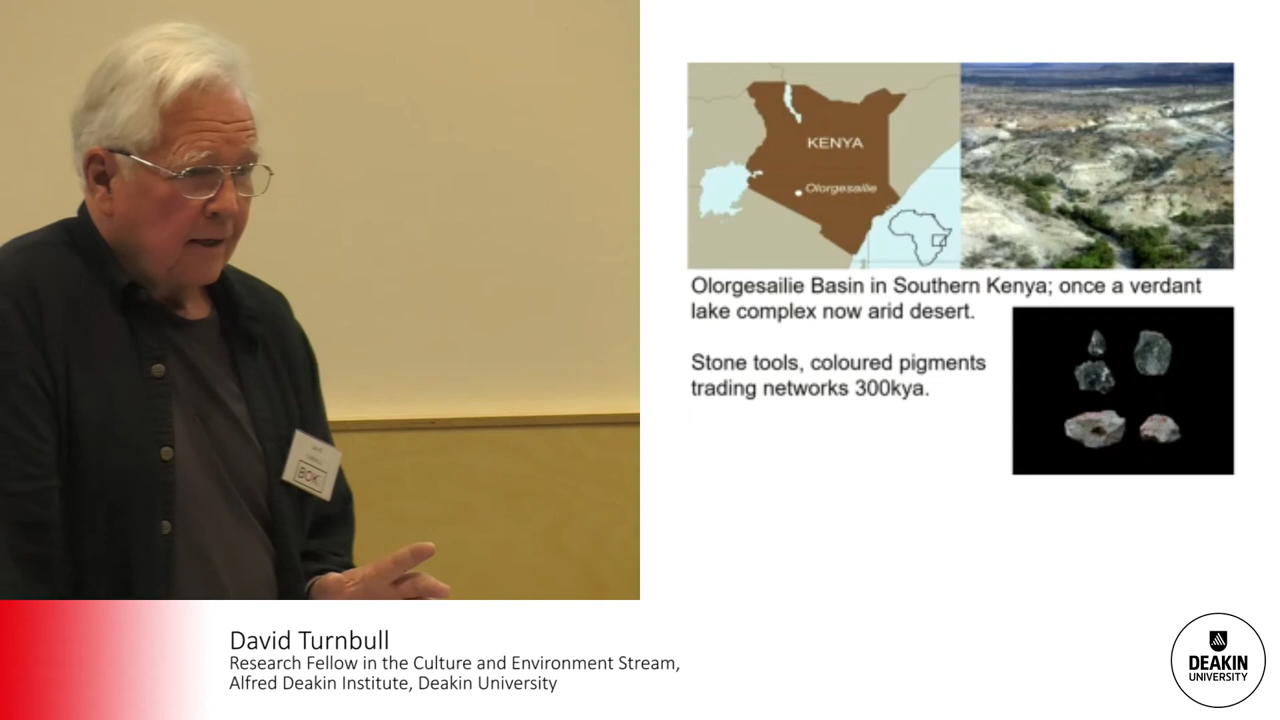 KENYA
Olorgesailie
Olorgesailie Basin in Southern Kenya; once a verdant
lake complex now arid desert.
Stone tools, coloured pigments
trading networks 300kya.
BOK
David Turnbull
Research Fellow in the Culture and Environment Stream,
Alfred Deakin Institute, Deakin University
DEAKIN
UNIVERSITY